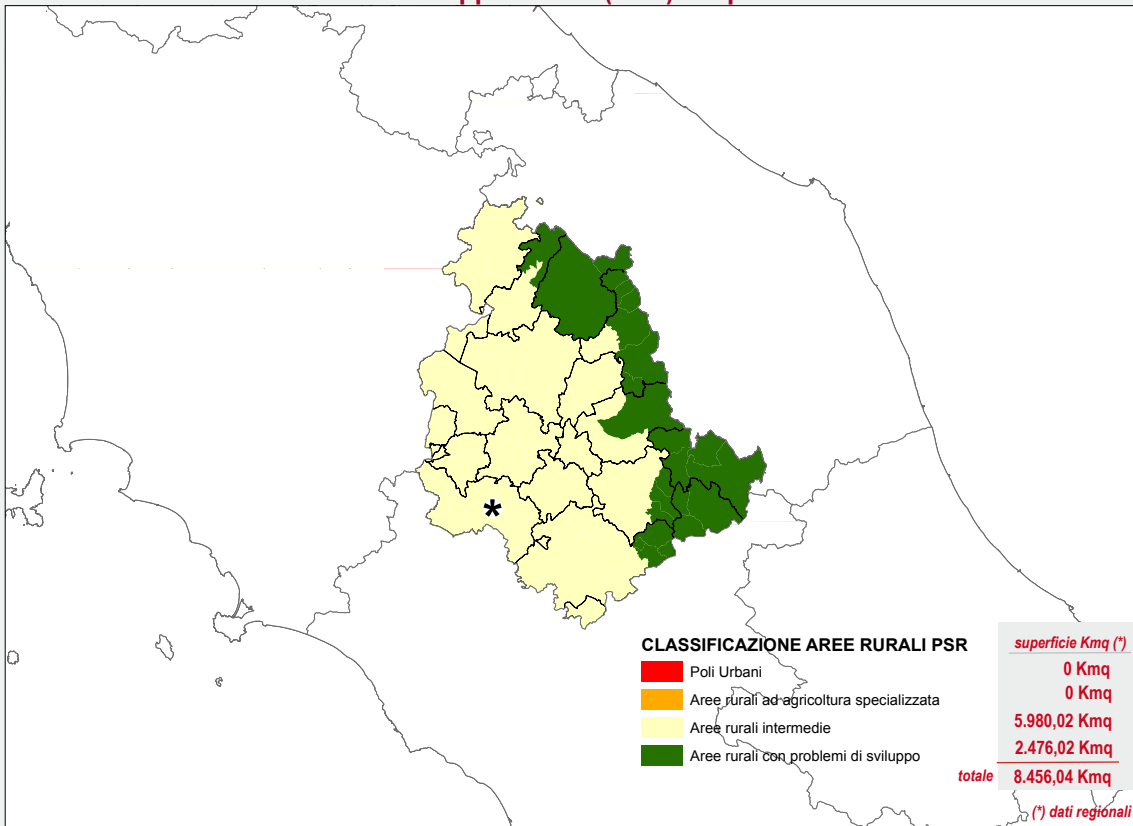 CLASSIFICAZIONE AREE RURALI PSR
superficie Kmq (*)
Poli Urbani
0 Kmq
Aree rurali ad agricoltura specializzata
0 Kmq
Aree rurali intermedie
5.980,02 Kmq
Aree rurali con problemi di sviluppo
2.476,02 Kmq
totale 8.456,04 Kmq
(*) dati regionali
*